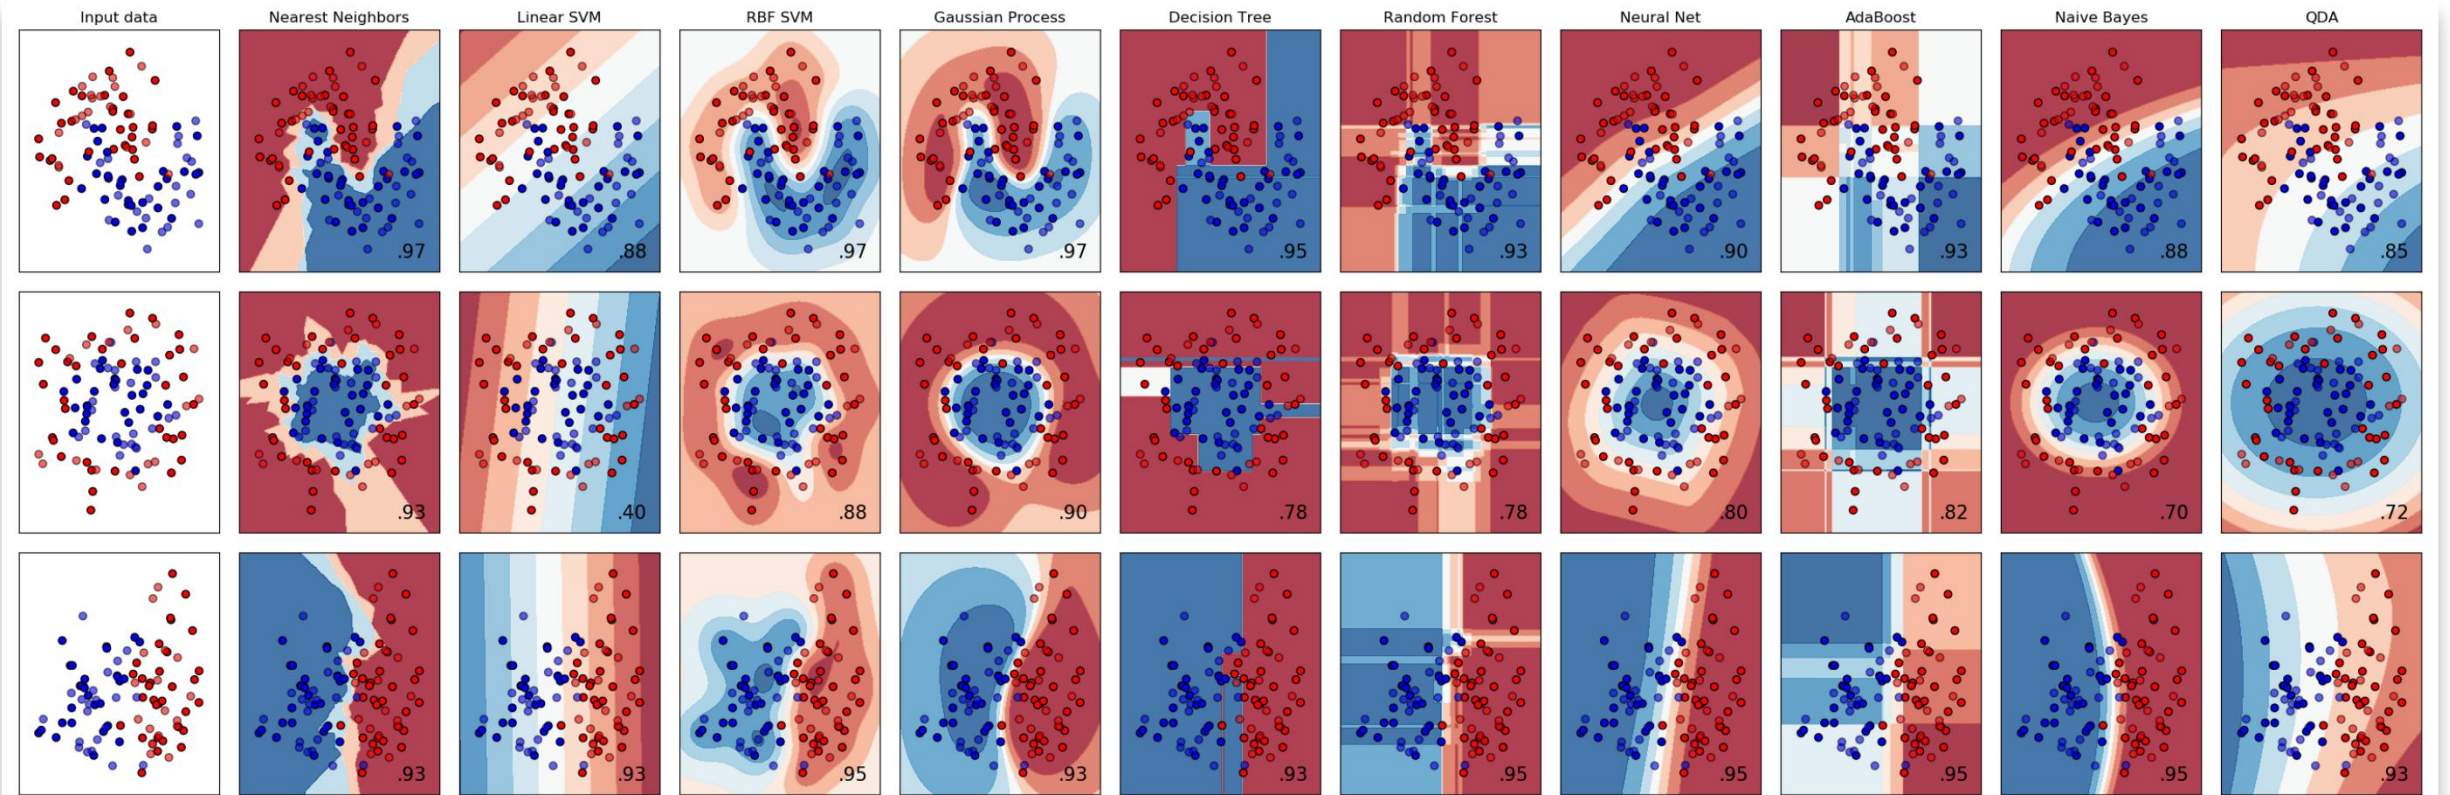 Input data
Nearest Neighbors
Linear SVM
RBF SVM
Gaussian Process
Decision Tree
Random Forest
Neural Net
AdaBoost
Naive Bayes
QDA
.97
.88
.97
.97
.95
.93
.90
.93
.88
.85
.93
.40
.88
.90
.78
.78
.80
.82
.70
.72
.93
.93
.95
.93
.93
.95
.95
.95
.95
.93